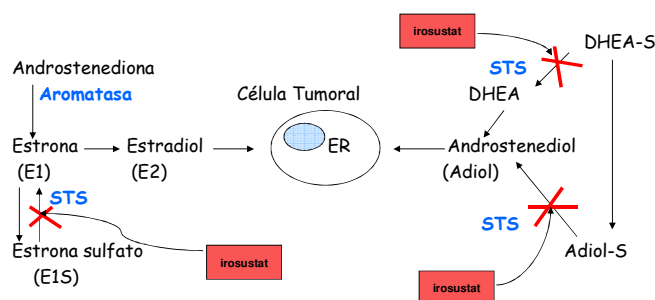 irosustat
DHEA-S
STS
Androstenediona
Aromatasa
DHEA
Célula Tumoral
Estrona
(E1)
Estradiol
(E2)
ER
Androstenediol
(Adiol)
STS
STS
Estrona sulfato
(E1S)
irosustat
Adiol-S
irosustat